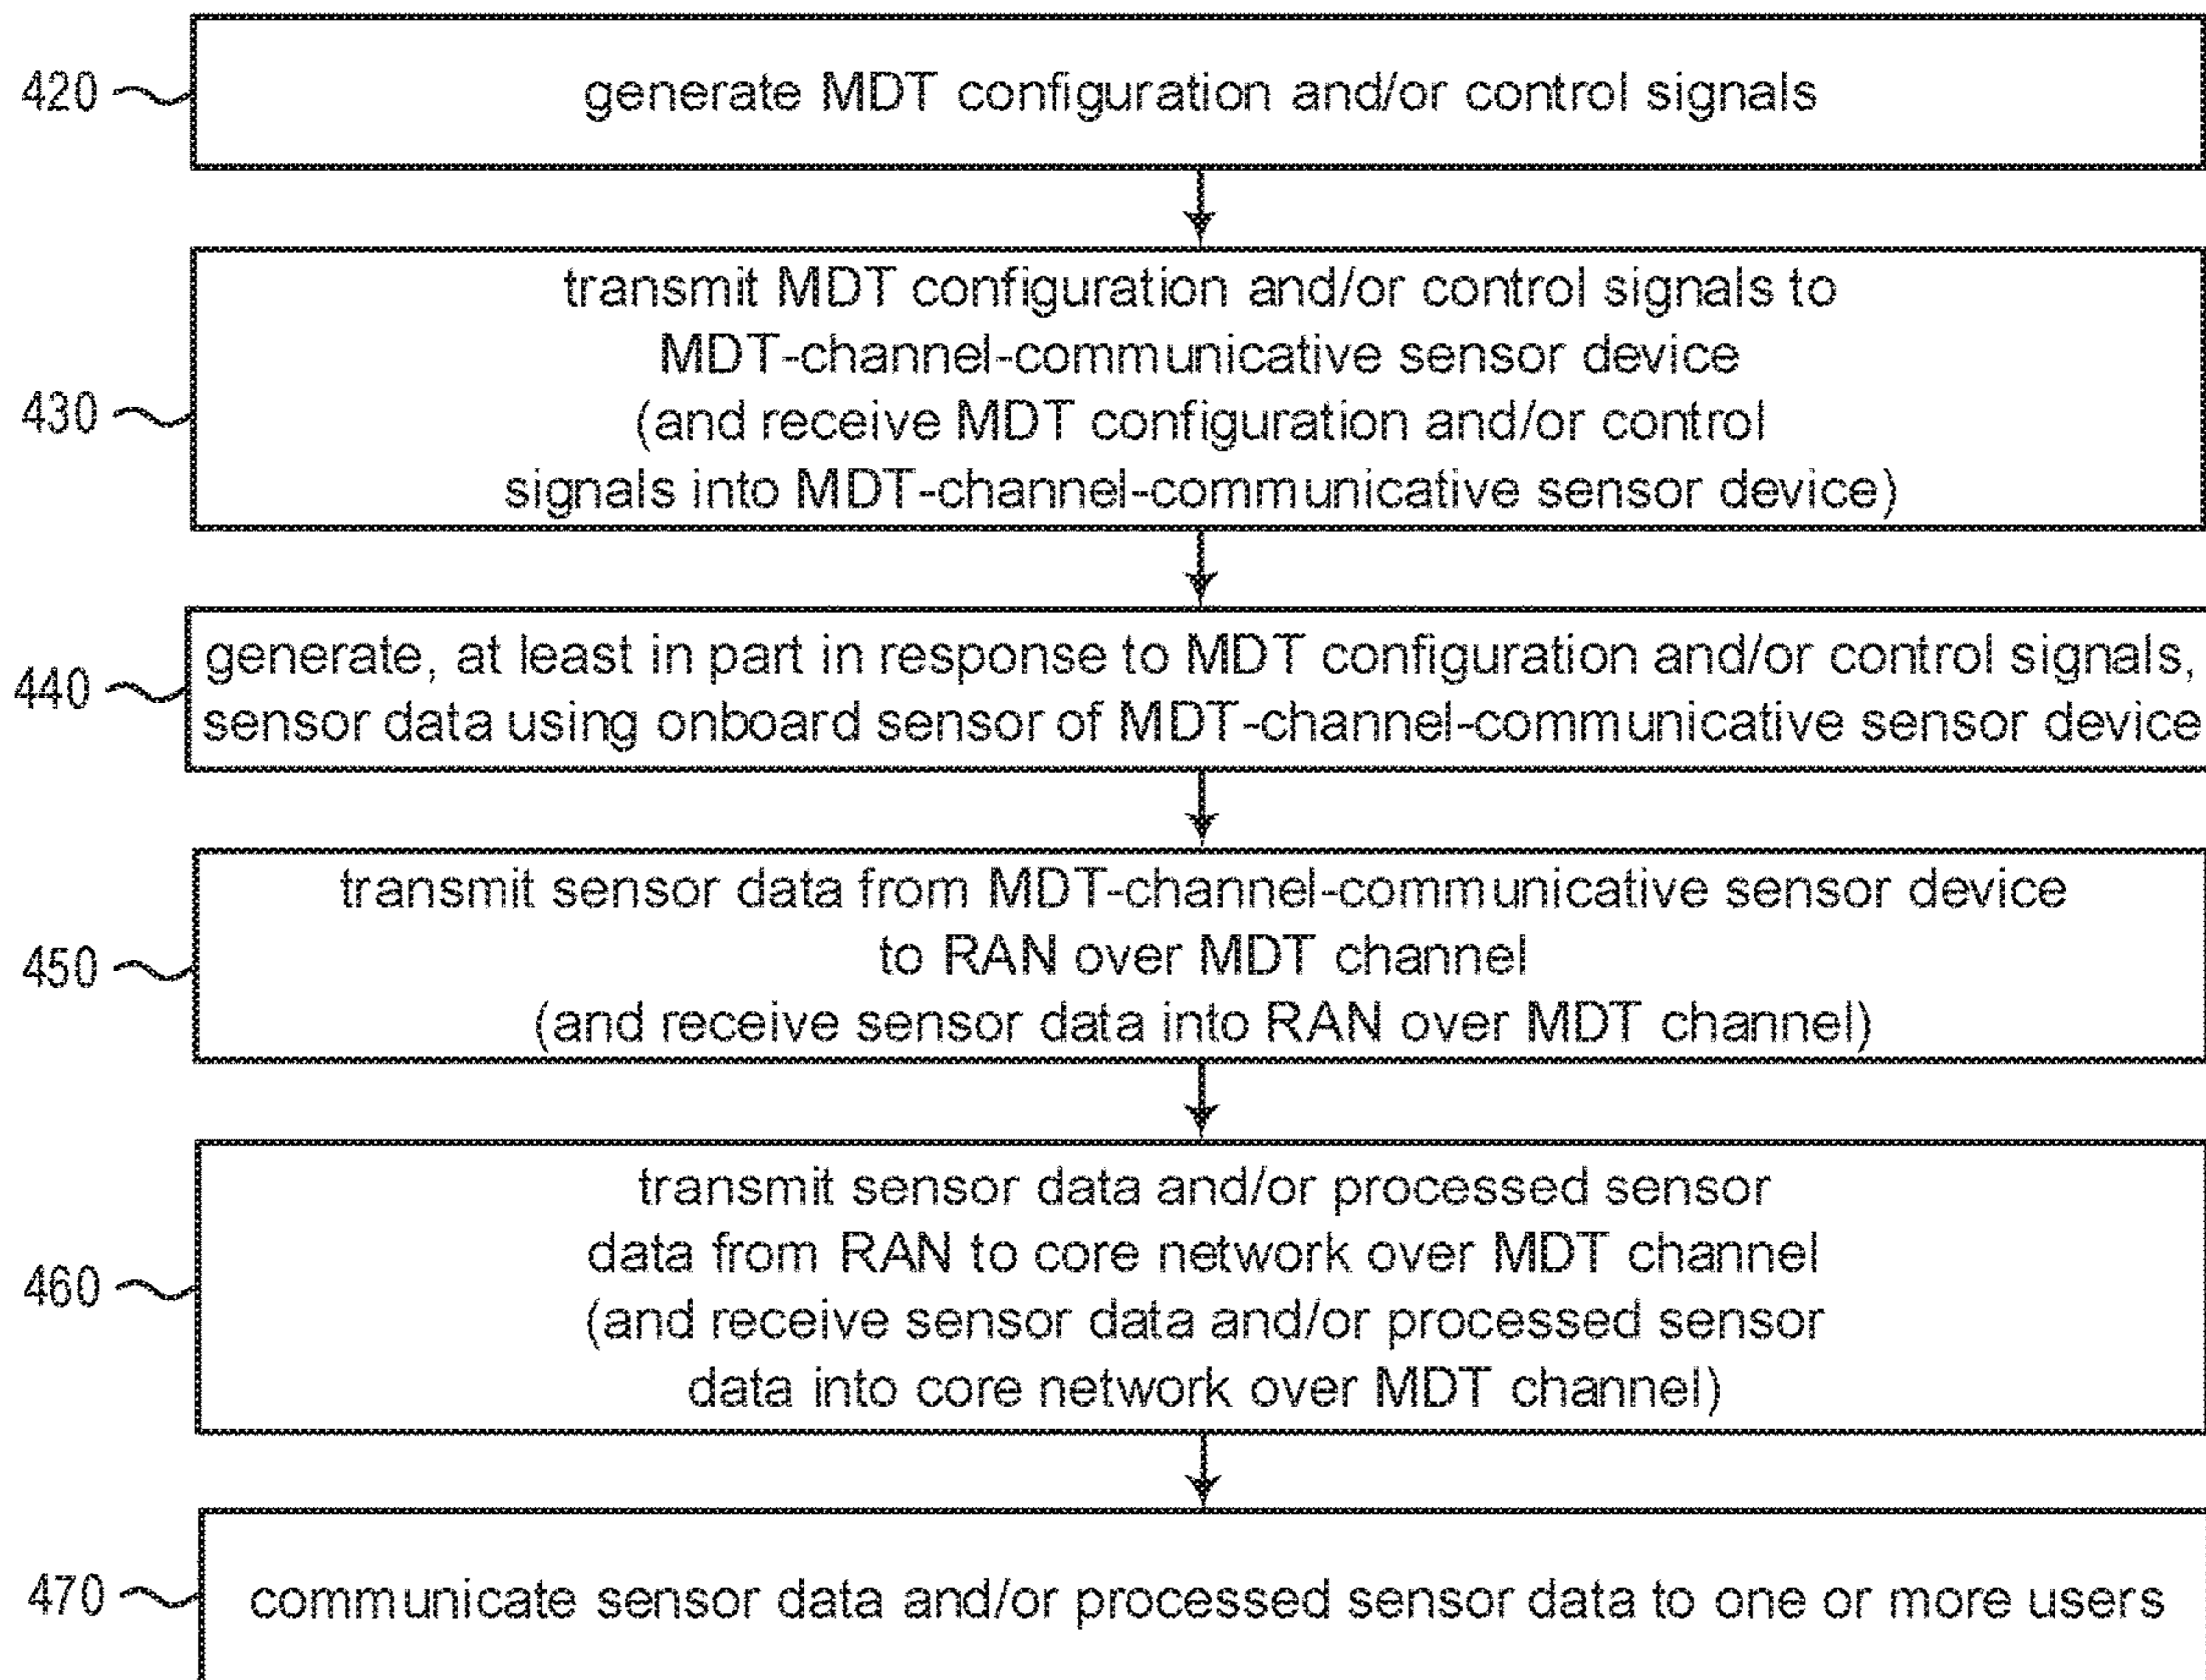 420
generate MDT configuration and/or control signals
430
transmit MDT configuration and/or control signals to
MDT-channel-communicative sensor device
(and receive MDT configuration and/or control
signals into MDT-channel-communicative sensor device)
440
generate, at least in part in response to MDT configuration and/or control signals,
sensor data using onboard sensor of MDT-channel-communicative sensor device
450
transmit sensor data from MDT-channel-communicative sensor device
to RAN over MDT channel
(and receive sensor data into RAN over MDT channel)
460
transmit sensor data and/or processed sensor
data from RAN to core network over MDT channel
(and receive sensor data and/or processed sensor
data into core network over MDT channel)
470
communicate sensor data and/or processed sensor data to one or more users